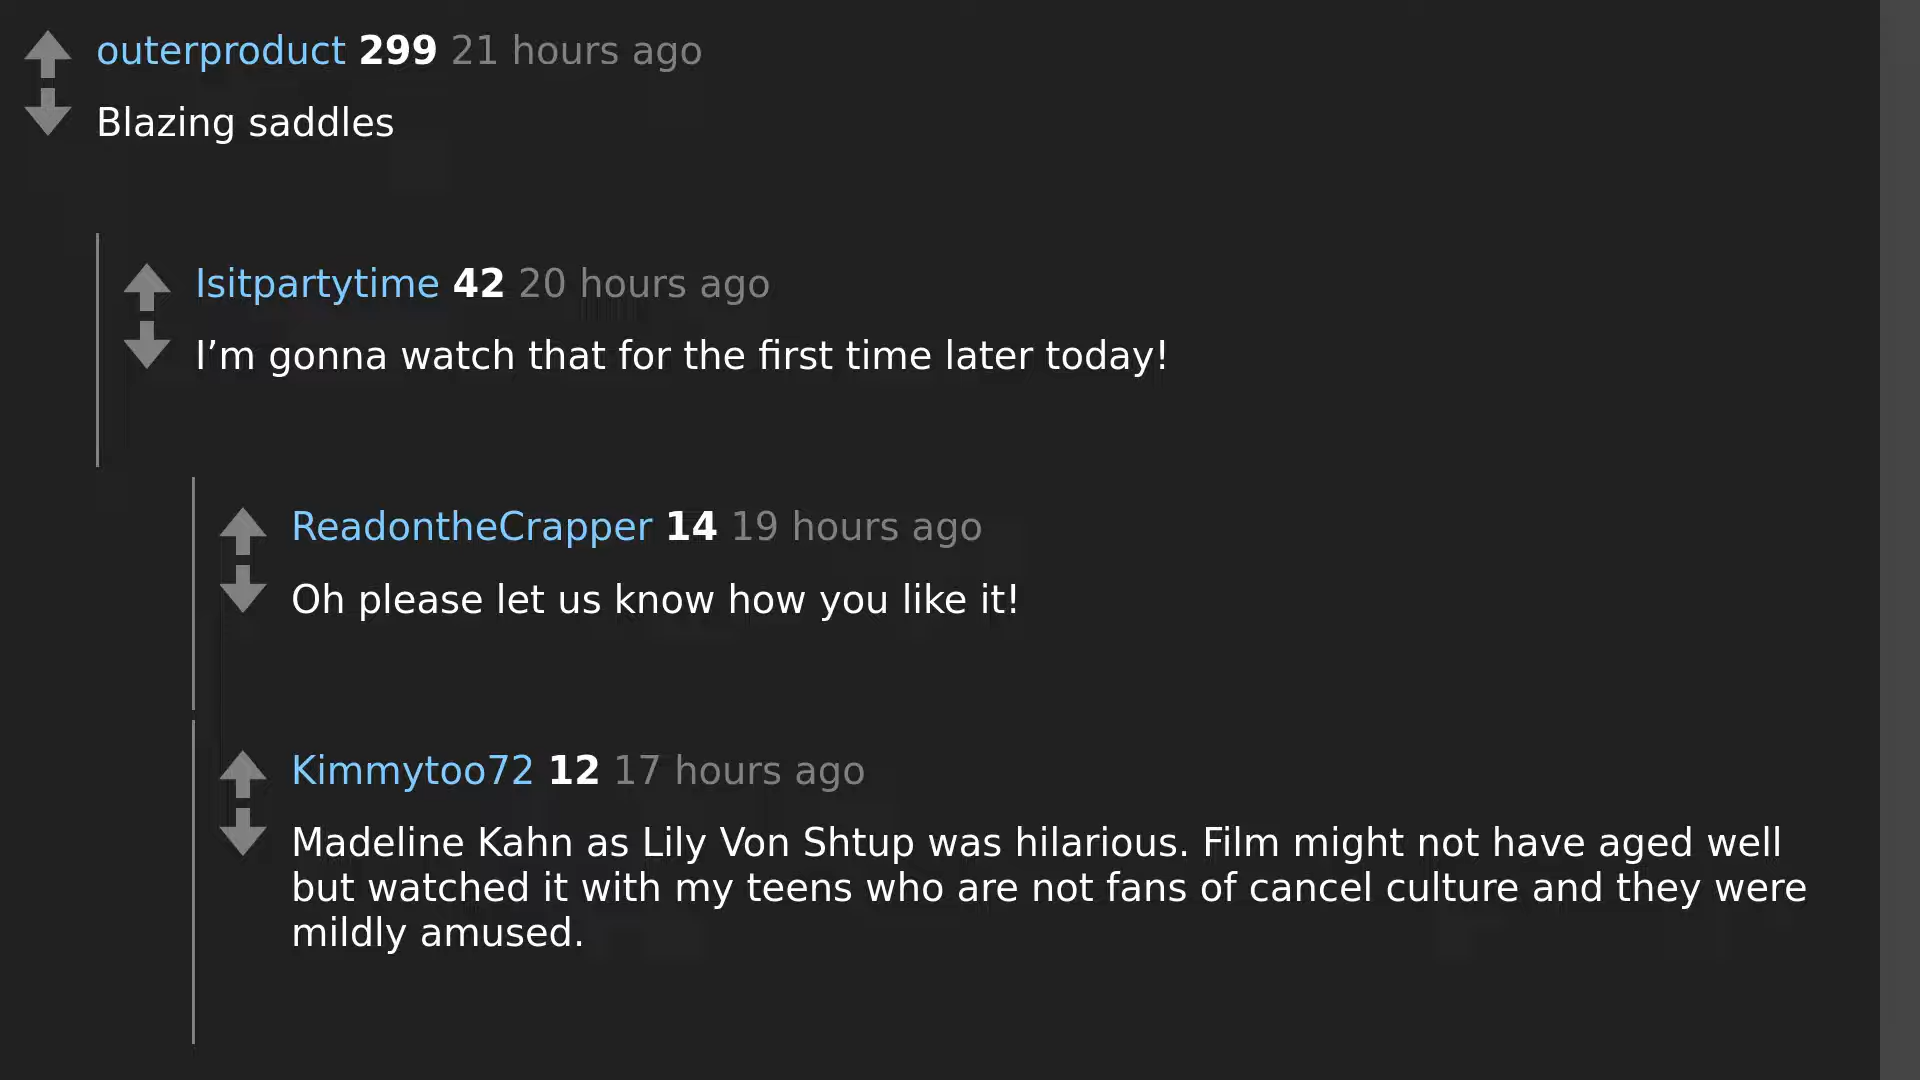 outerproduct 299 21 hours ago
Blazing saddles
Isitpartytime 42 20 hours ago
I’m gonna watch that for the first time later today!
ReadontheCrapper 14 19 hours ago
Oh please let us know how you like it!
Kimmytoo72 12 17 hours ago
Madeline Kahn as Lily Von Shtup was hilarious. Film might not have aged well
but watched it with my teens who are not fans of cancel culture and they were
mildly amused.